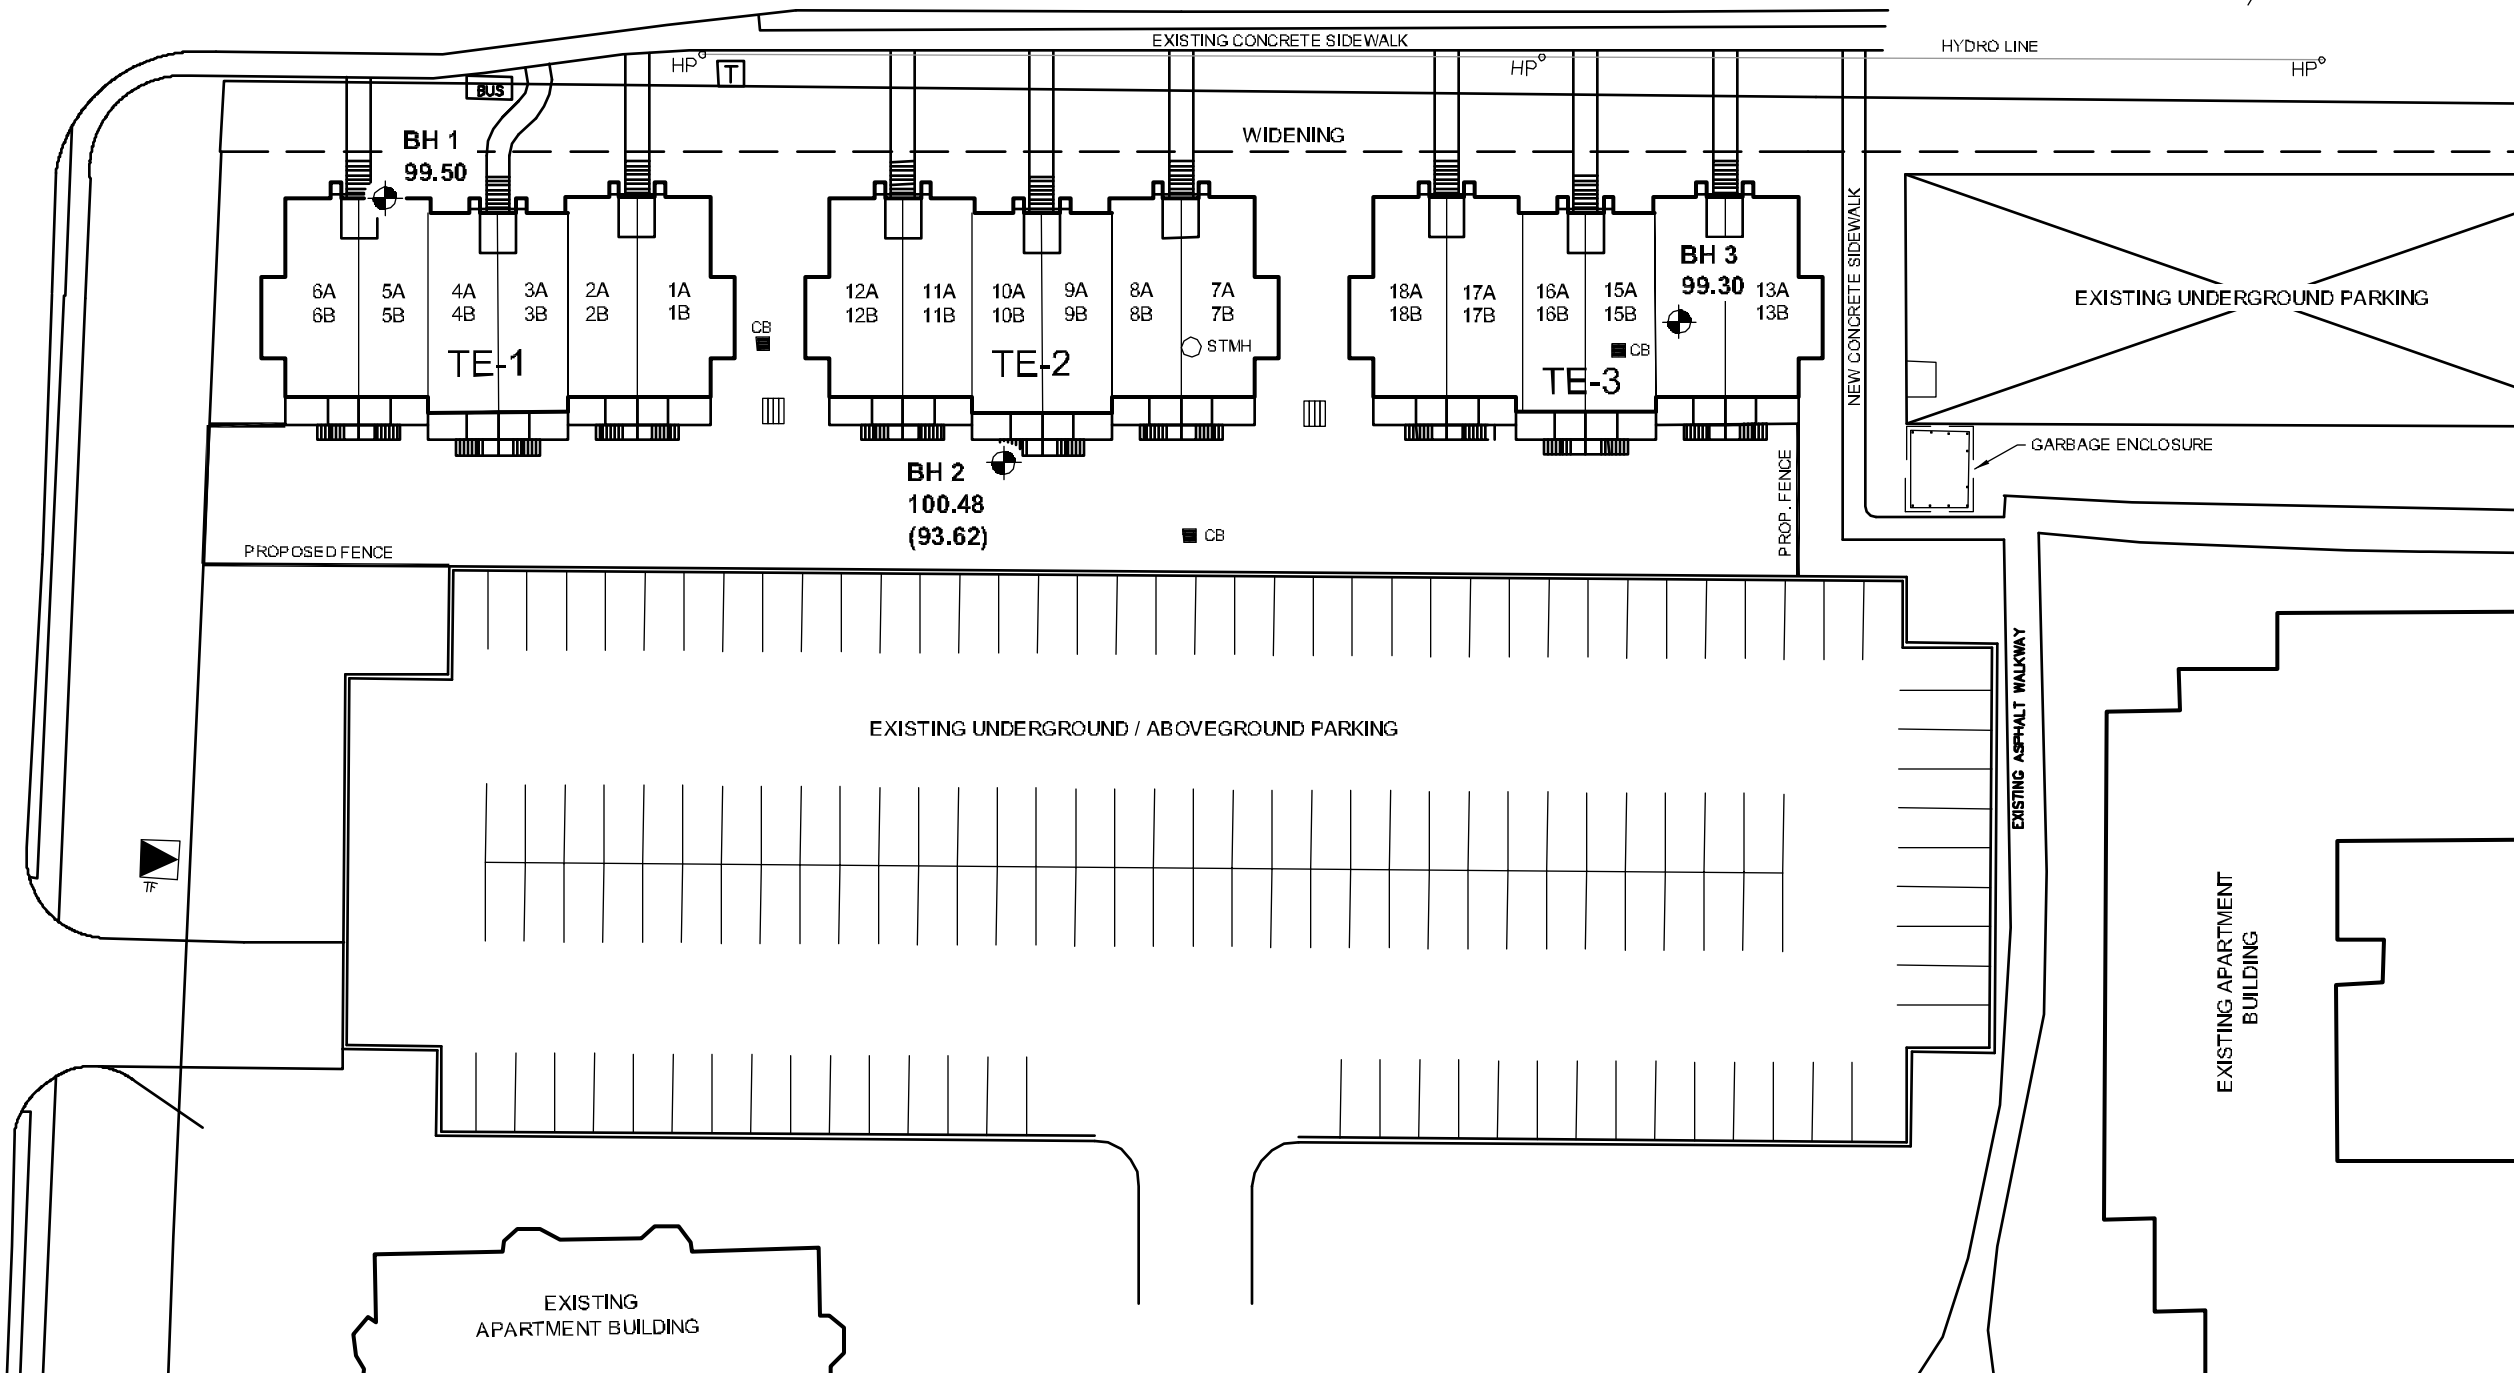 EXISTING CONCRETE SIDEWALK
HYDRO LINE
HP
T
HP
HP
BUS
BH 1
99.50
WIDENING
BH 3
99.30
6A
6B
5A
5B
4A
4B
3A
3B
2A
2B
1A
1B
12A
12B
11A
11B
10A
10B
9A
9B
8A
8B
7A
7B
18A
18B
17A
17B
16A
16B
15A
15B
13A
13B
CB
STMH
CB
TE-1
TE-2
TE-3
NEW CONCRETE SIDEWALK
EXISTING UNDERGROUND PARKING
GARBAGE ENCLOSURE
BH 2
100.48
(93.62)
CB
PROP. FENCE
PROPOSED FENCE
EXISTING ASPHALT WALKWAY
EXISTING UNDERGROUND / ABOVEGROUND PARKING
TF
EXISTING APARTMENT
BUILDING
EXISTING
APARTMENT BUILDING